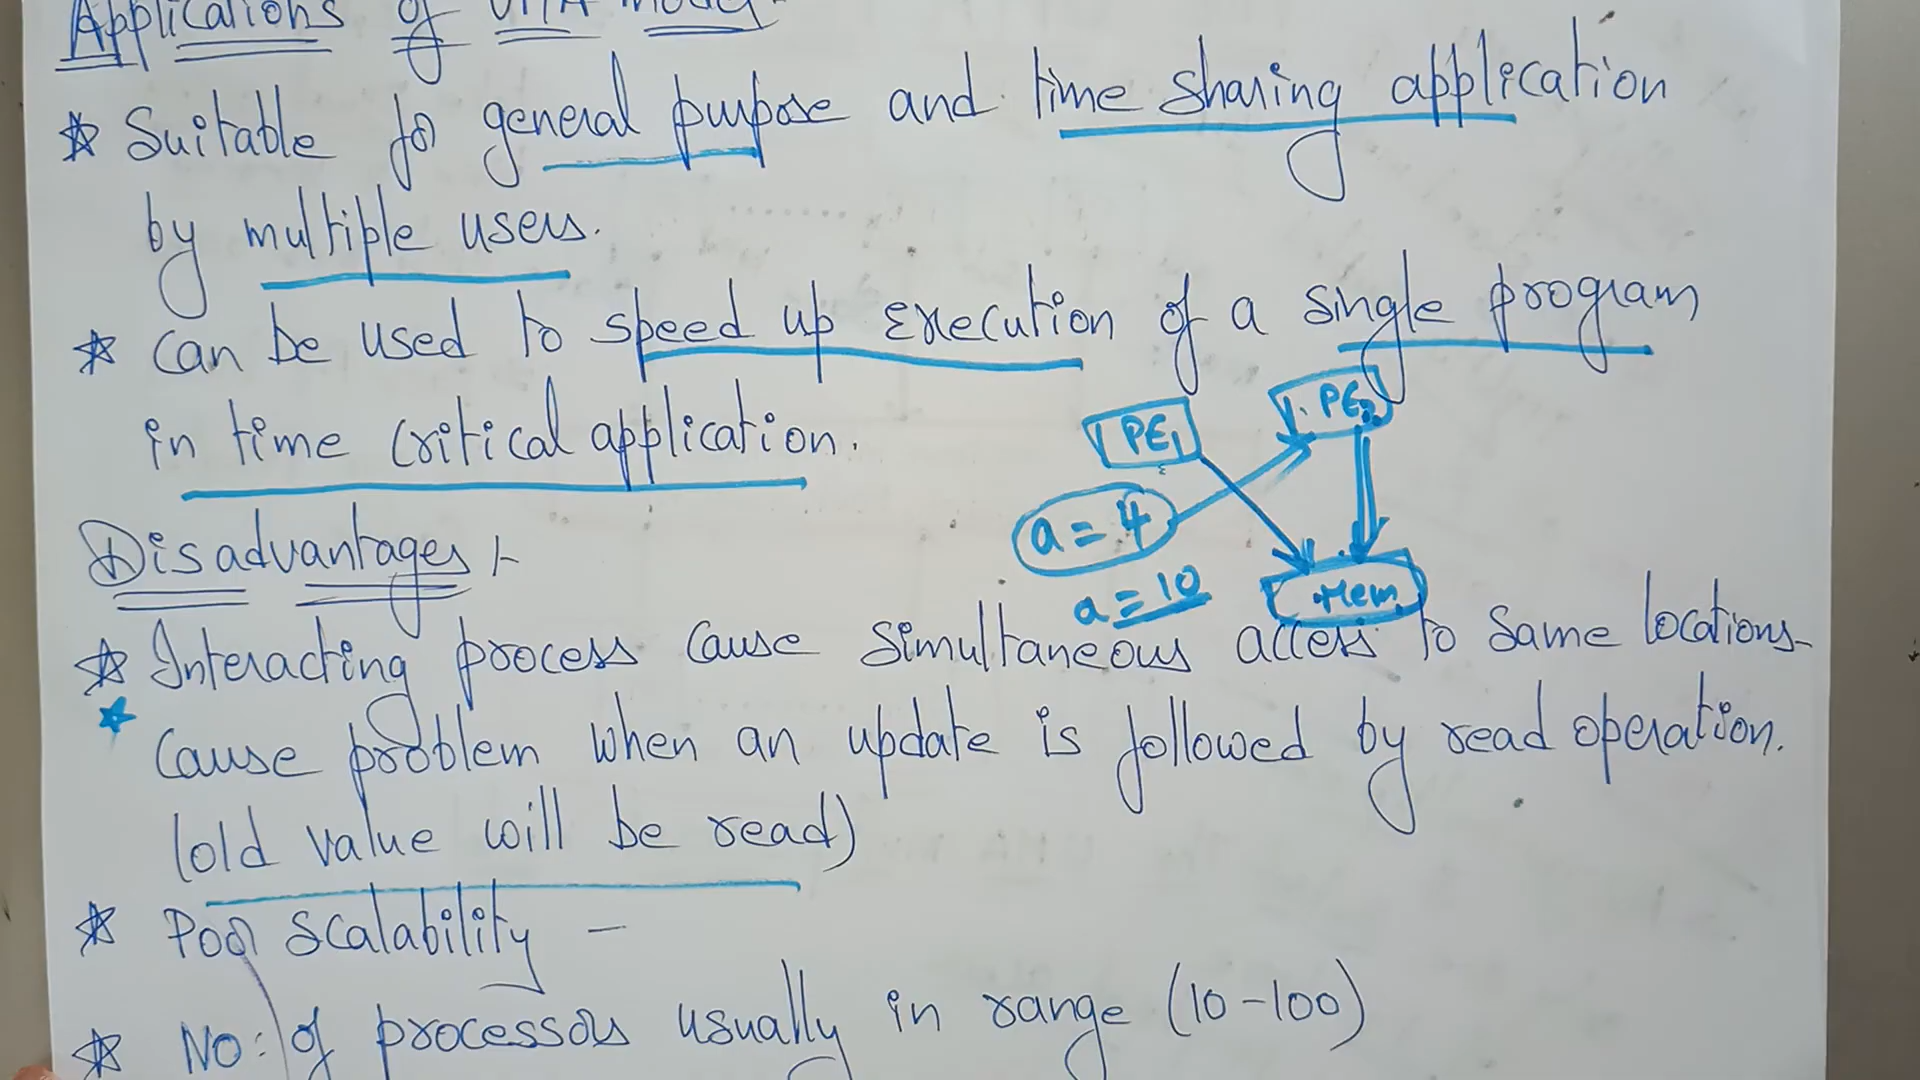 Applications of UMA model
☆ Suitable for general purpose and time sharing application
by multiple users.
☆ Can be used to speed up execution of a single program
in time critical application.
PE1
PE2
a = 4
a = 10
Mem
Disadvantages :-
☆ Interacting process cause simultaneous access to same locations-
★ Cause problem when an update is followed by read operation.
(old value will be read)
☆ Poor scalability -
☆ No: of processors usually in range (10-100)